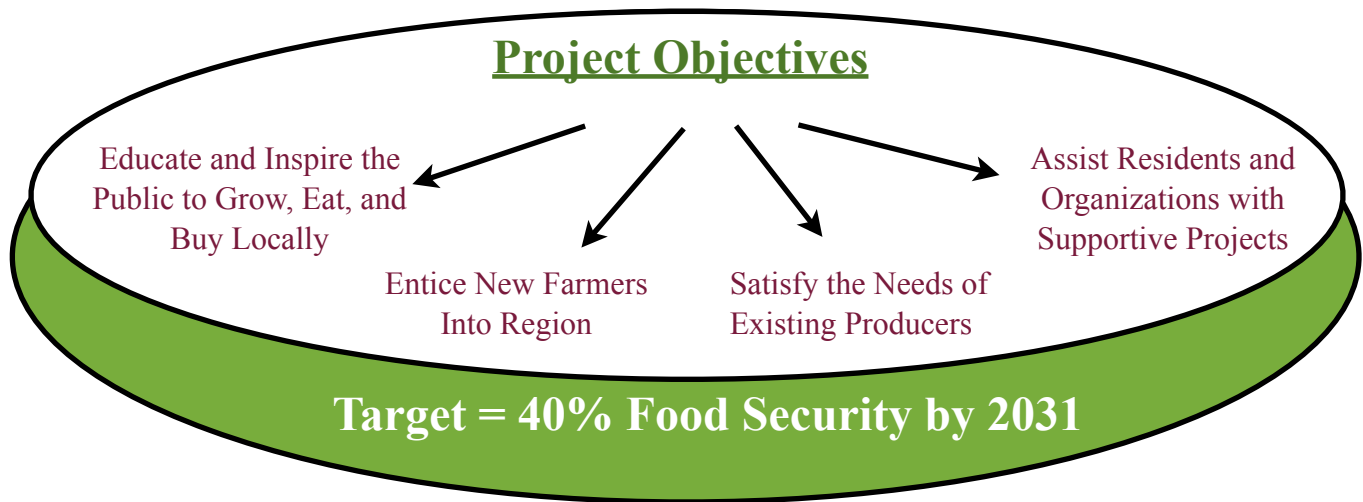 Project Objectives
Educate and Inspire the
Public to Grow, Eat, and
Buy Locally
Entice New Farmers
Into Region
Satisfy the Needs of
Existing Producers
Assist Residents and
Organizations with
Supportive Projects
Target = 40% Food Security by 2031